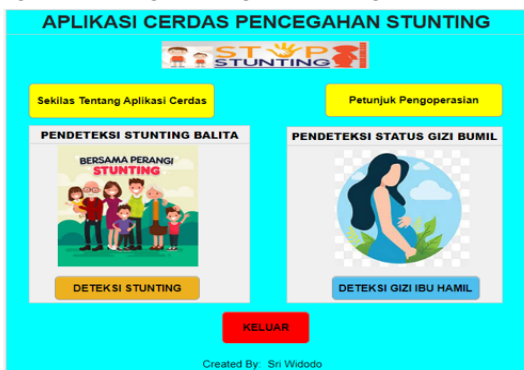 APLIKASI CERDAS PENCEGAHAN STUNTING
STOP
STUNTING
Sekilas Tentang Aplikasi Cerdas
Petunjuk Pengoperasian
PENDETEKSI STUNTING BALITA
PENDETEKSI STATUS GIZI BUMIL
BERSAMA PERANGI
STUNTING
DETEKSI STUNTING
DETEKSI GIZI IBU HAMIL
KELUAR
Created By: Sri Widodo